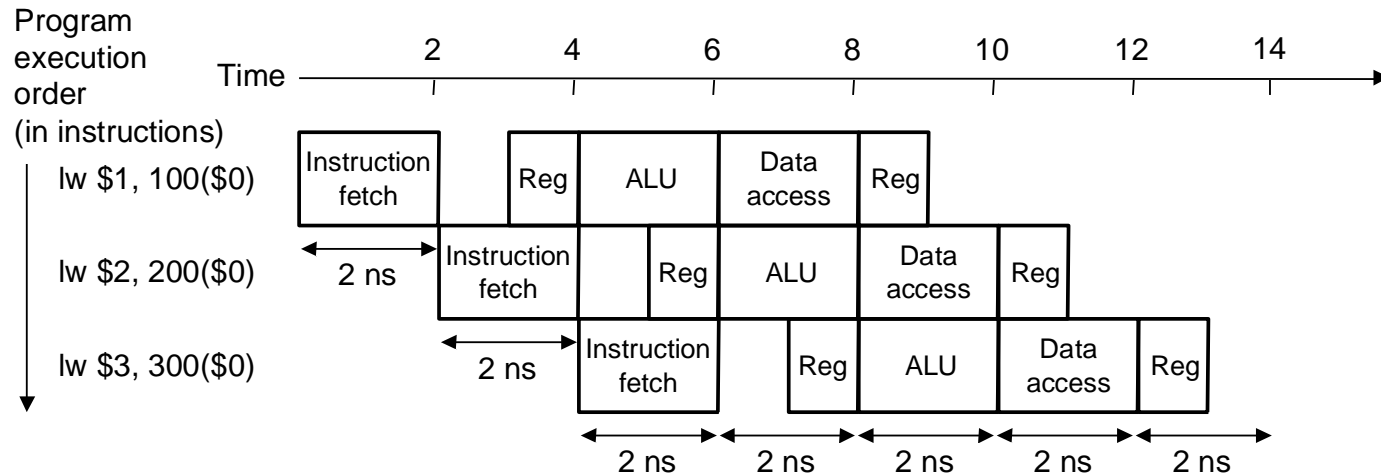 Program
execution
order
(in instructions)
Time
2 4 6 8 10 12 14
lw $1, 100($0)
Instruction
fetch
Reg
ALU
Data
access
Reg
2 ns
lw $2, 200($0)
Instruction
fetch
Reg
ALU
Data
access
Reg
2 ns
lw $3, 300($0)
Instruction
fetch
Reg
ALU
Data
access
Reg
2 ns 2 ns 2 ns 2 ns 2 ns